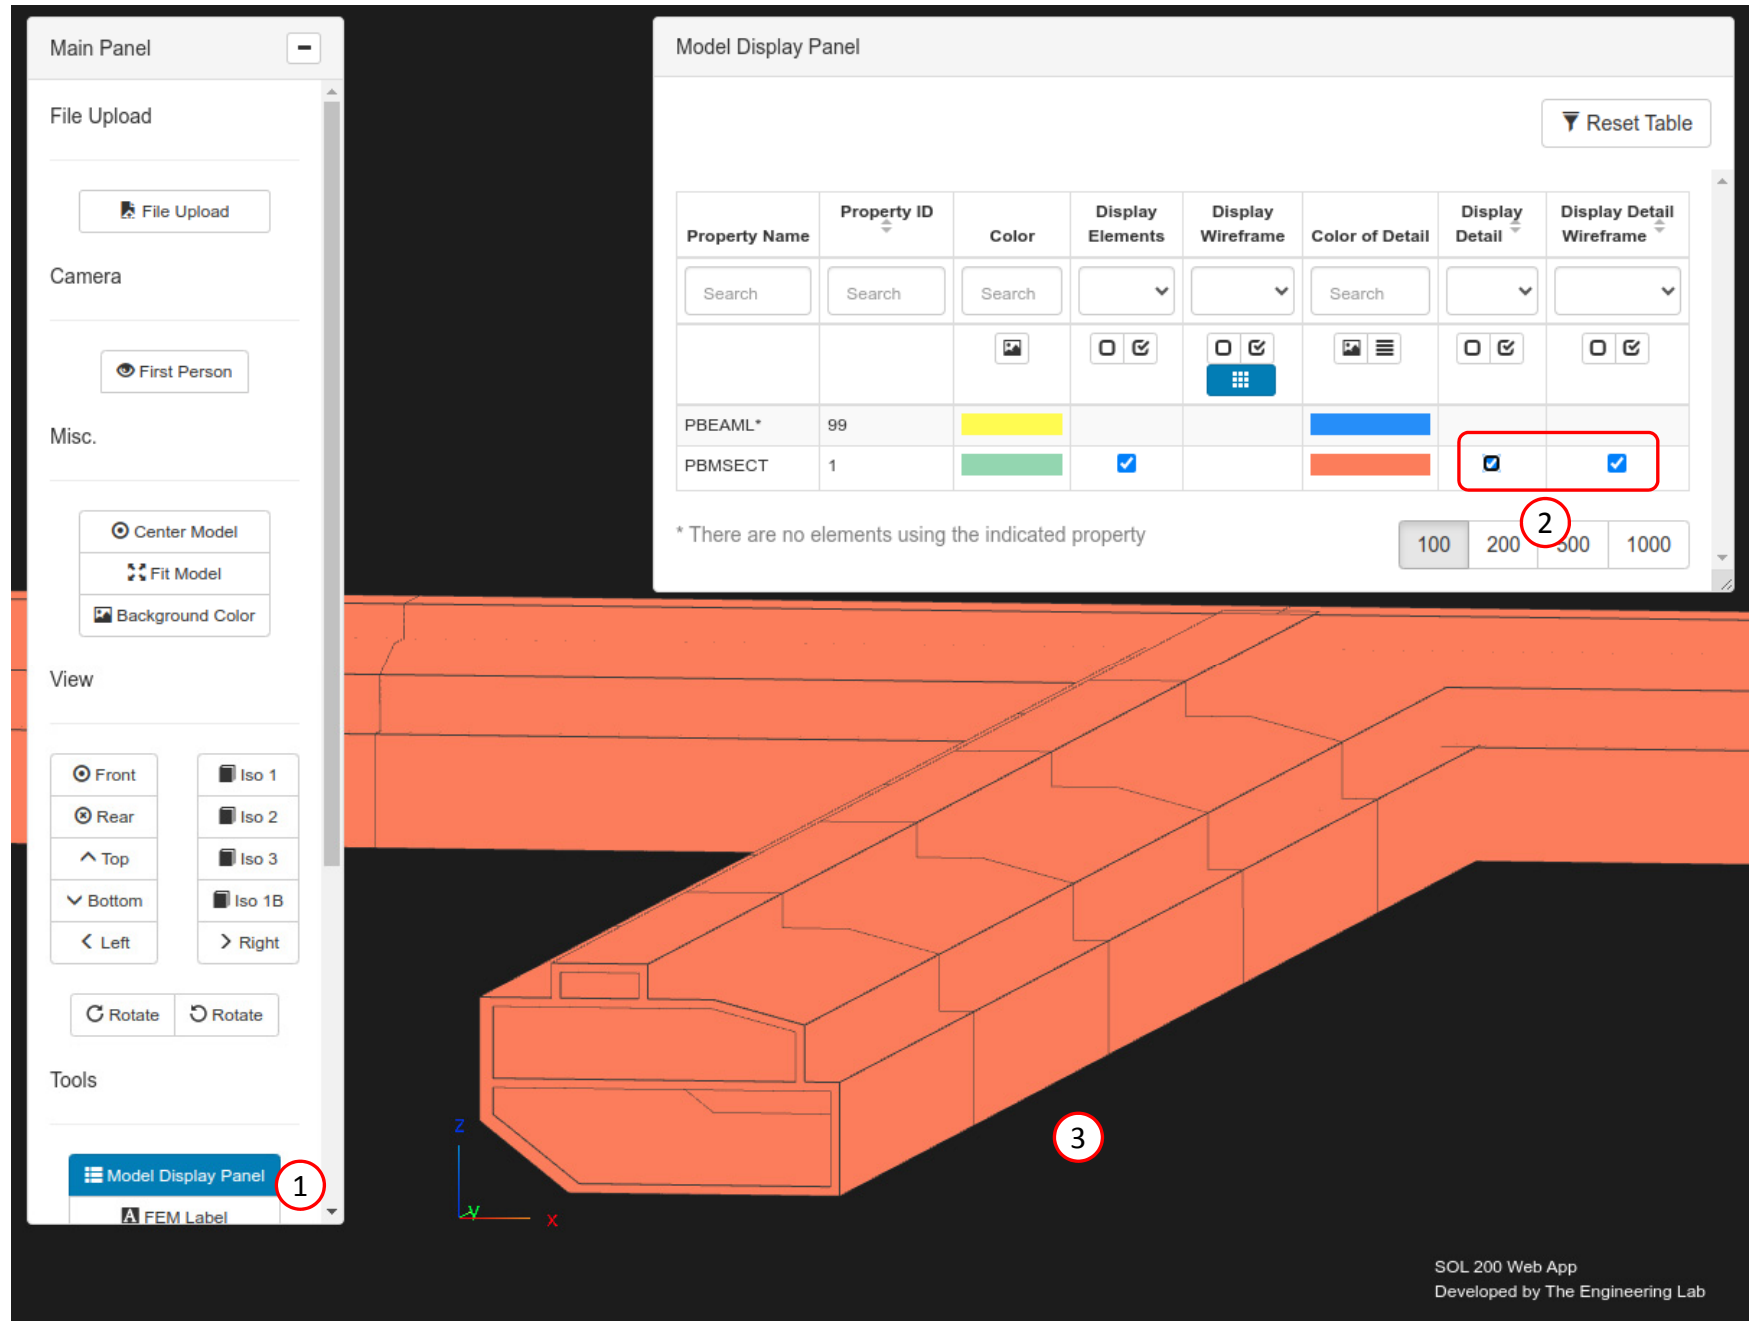 Main Panel
File Upload
File Upload
Camera
First Person
Misc.
Center Model
Fit Model
Background Color
View
Front
Iso 1
Rear
Iso 2
Top
Iso 3
Bottom
Iso 1B
Left
Right
Rotate
Rotate
Tools
Model Display Panel
1
FEM Label
Model Display Panel
Reset Table
Property Name
Property ID
Color
Display Elements
Display Wireframe
Color of Detail
Display Detail
Display Detail Wireframe
Search
Search
Search
Search
PBEAML*
99
PBMSECT
1
2
* There are no elements using the indicated property
100
200
500
1000
3
Z
Y
X
SOL 200 Web App
Developed by The Engineering Lab